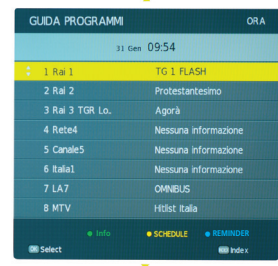 GUIDA PROGRAMMI ORA
31 Gen 09:54
1 Rai 1 TG 1 FLASH
2 Rai 2 Protestantesimo
3 Rai 3 TGR Lo.. Agorà
4 Rete4 Nessuna informazione
5 Canale5 Nessuna informazione
6 Italia1 Nessuna informazione
7 LA7 OMNIBUS
8 MTV Hitlist Italia
Info SCHEDULE REMINDER
OK Select Index